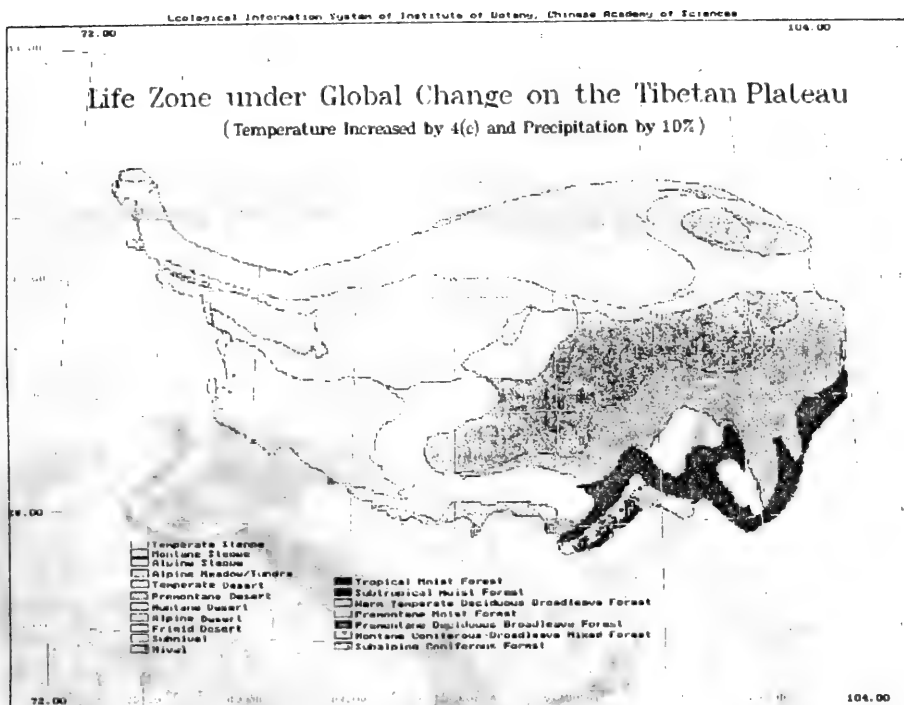 Ecological Information System of Institute of Botany, Chinese Academy of Sciences
72.00 104.00
Life Zone under Global Change on the Tibetan Plateau
(Temperature Increased by 4(c) and Precipitation by 10%)
28.00
Temperate Steppe
Montane Steppe
Alpine Steppe
Alpine Meadow/Tundra
Temperate Desert
Premontane Desert
Montane Desert
Alpine Desert
Frigid Desert
Subnival
Nival
Tropical Moist Forest
Subtropical Moist Forest
Warm Temperate Deciduous Broadleave Forest
Premontane Moist Forest
Premontane Deciduous Broadleave Forest
Montane Coniferous-Broadleave Mixed Forest
Subalpine Coniferous Forest
72.00 104.00